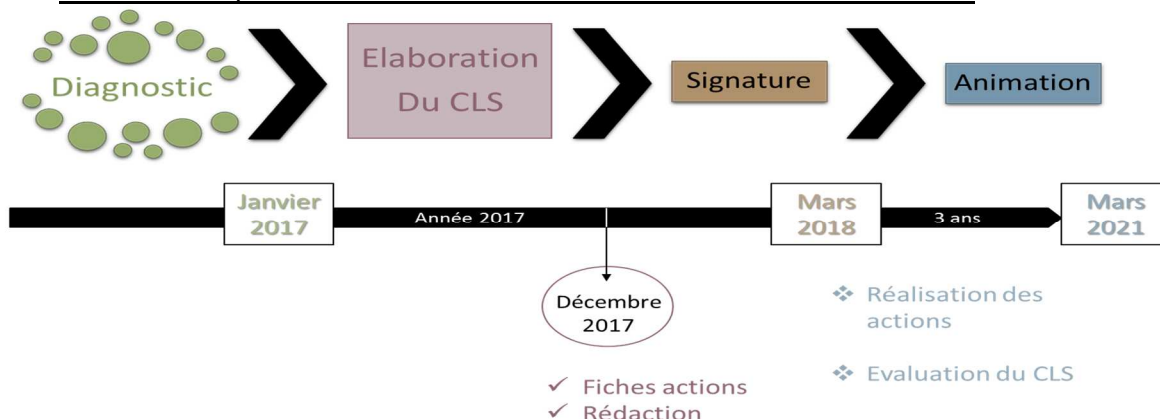 Diagnostic
Elaboration
Du CLS
Signature
Animation
Janvier
2017
Année 2017
Mars
2018
3 ans
Mars
2021
Décembre
2017
✓ Fiches actions
✓ Rédaction
❖ Réalisation des
actions
❖ Evaluation du CLS